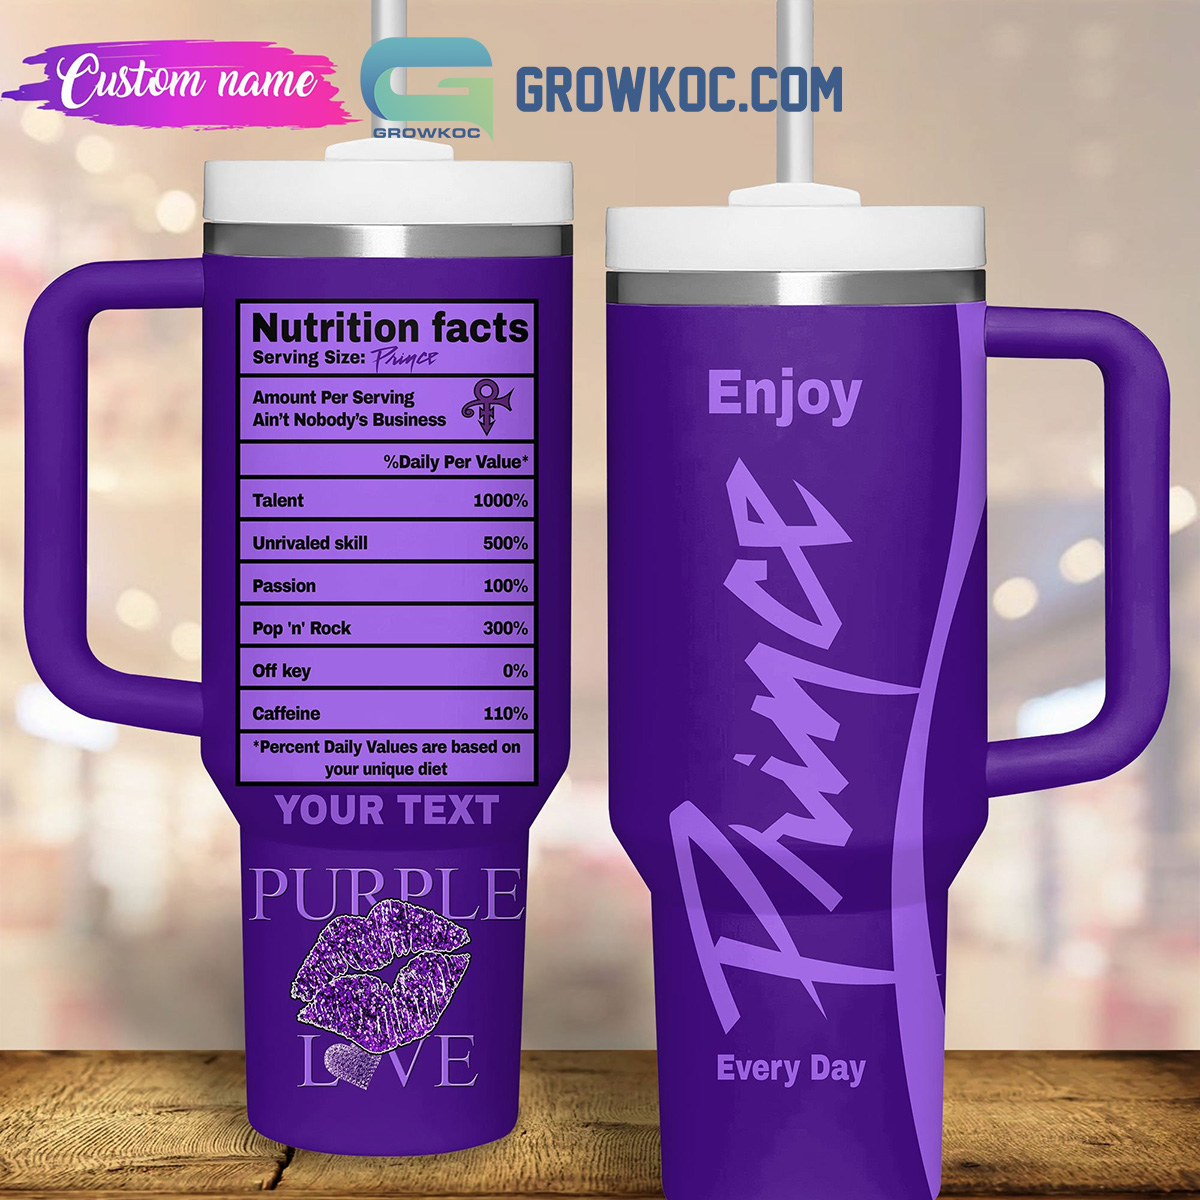 Custom name
GROWKOC
GROWKOC.COM
Nutrition facts
Serving Size: Prince
Amount Per Serving
Ain't Nobody's Business
%Daily Per Value*
Talent 1000%
Unrivaled skill 500%
Passion 100%
Pop 'n' Rock 300%
Off key 0%
Caffeine 110%
*Percent Daily Values are based on
your unique diet
YOUR TEXT
PURPLE
LOVE
Enjoy
Prince
Every Day